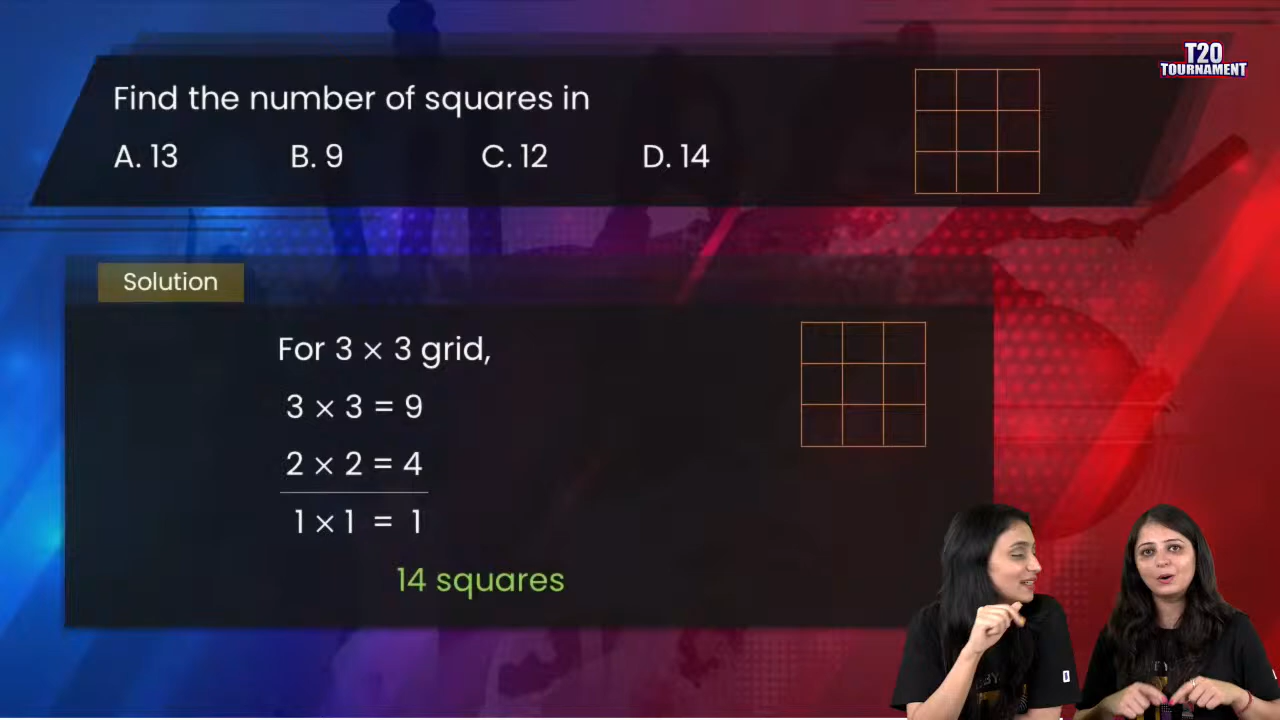 T20
TOURNAMENT
Find the number of squares in
A. 13 B. 9 C. 12 D. 14
Solution
For 3 × 3 grid,
3 × 3 = 9
2 × 2 = 4
1 × 1 = 1
14 squares